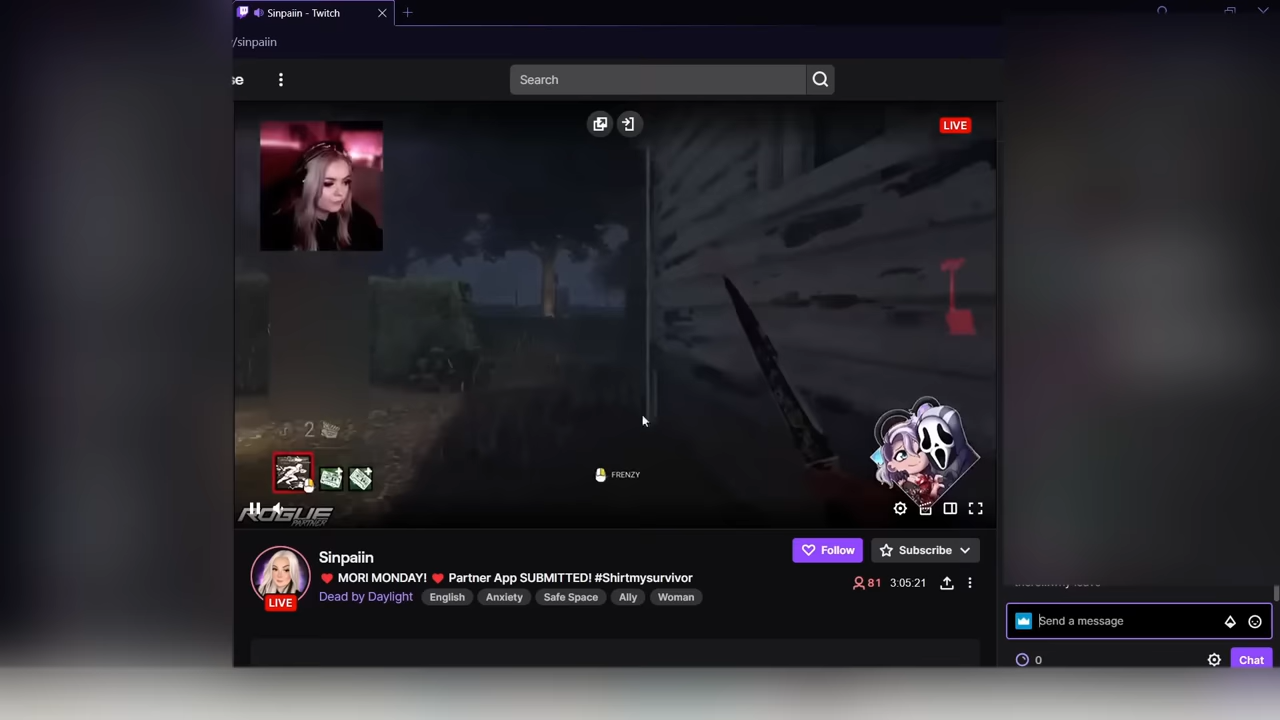 Sinpaiin - Twitch
/sinpaiin
se
Search
LIVE
2
FRENZY
ROGUE
PARTNER
Sinpaiin
MORI MONDAY! ❤ Partner App SUBMITTED! #Shirtmysurvivor
Dead by Daylight English Anxiety Safe Space Ally Woman
LIVE
Follow
Subscribe
81 3:05:21
Send a message
0
Chat